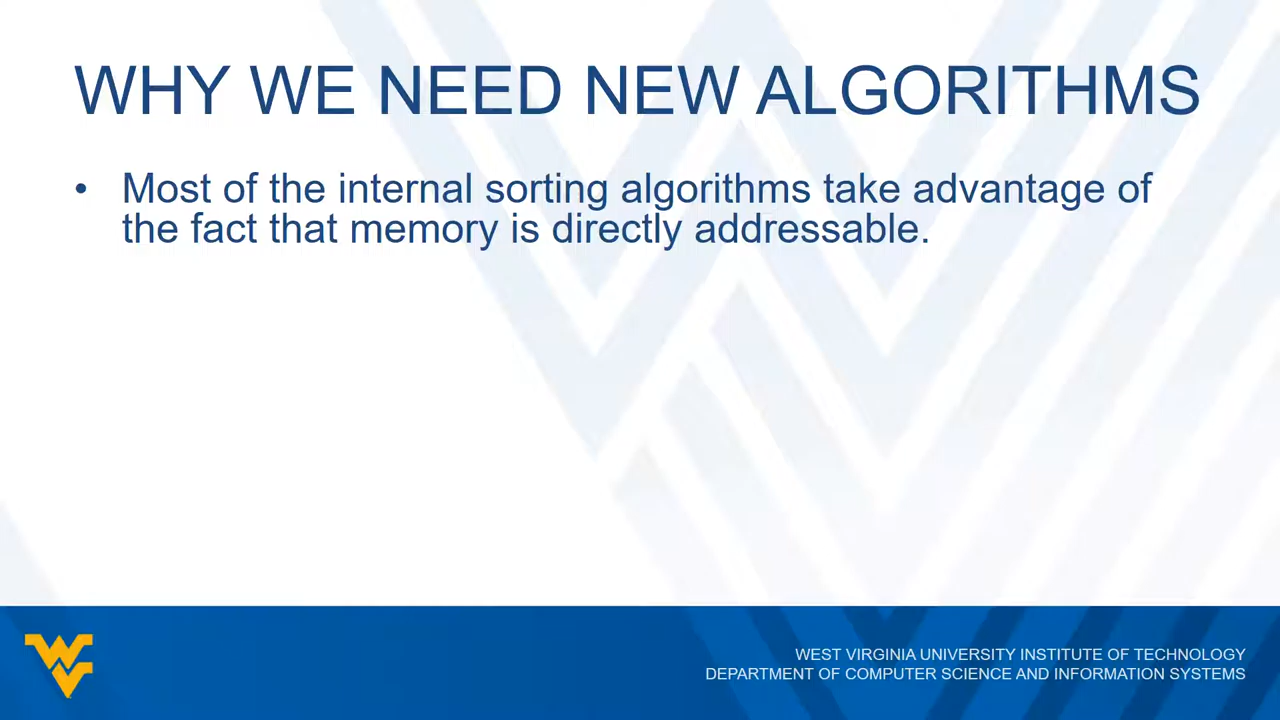 WHY WE NEED NEW ALGORITHMS
• Most of the internal sorting algorithms take advantage of
the fact that memory is directly addressable.
WEST VIRGINIA UNIVERSITY INSTITUTE OF TECHNOLOGY
DEPARTMENT OF COMPUTER SCIENCE AND INFORMATION SYSTEMS